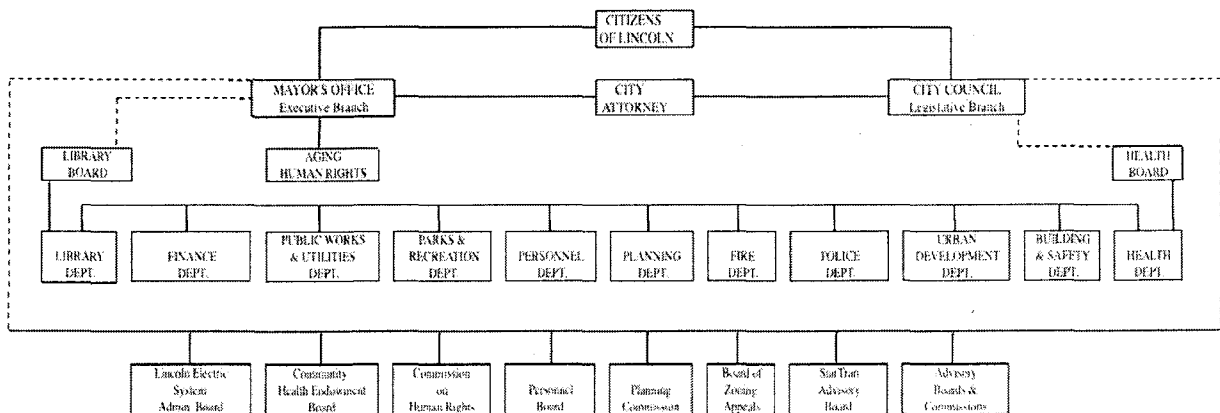 CITIZENS
OF LINCOLN
MAYOR'S OFFICE
Executive Branch
CITY
ATTORNEY
CITY COUNCIL
Legislative Branch
LIBRARY
BOARD
AGING
HUMAN RIGHTS
HEALTH
BOARD
LIBRARY
DEPT.
FINANCE
DEPT.
PUBLIC WORKS
& UTILITIES
DEPT.
PARKS &
RECREATION
DEPT.
PERSONNEL
DEPT.
PLANNING
DEPT.
FIRE
DEPT.
POLICE
DEPT.
URBAN
DEVELOPMENT
DEPT.
BUILDING
& SAFETY
DEPT.
HEALTH
DEPT.
Lincoln Electric
System
Admin. Board
Community
Health Endowment
Board
Commission
on
Human Rights
Personnel
Board
Planning
Commission
Board of
Zoning
Appeals
StarTran
Advisory
Board
Advisory
Boards &
Commissions